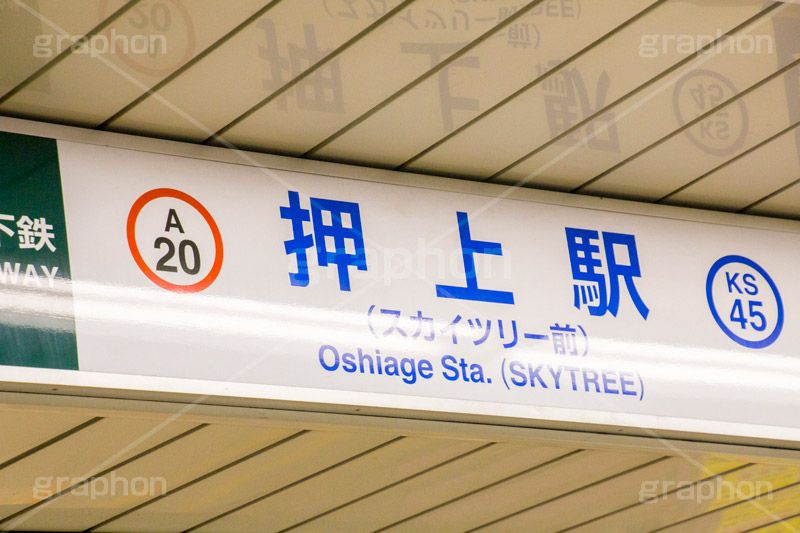 下鉄
WAY
A
20
押上駅
(スカイツリー前)
Oshiage Sta. (SKYTREE)
KS
45
graphon
graphon
graphon
graphon
graphon